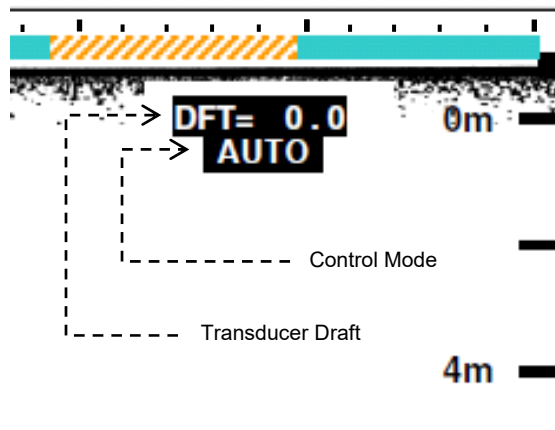 DFT= 0.0
0m
AUTO
Control Mode
Transducer Draft
4m